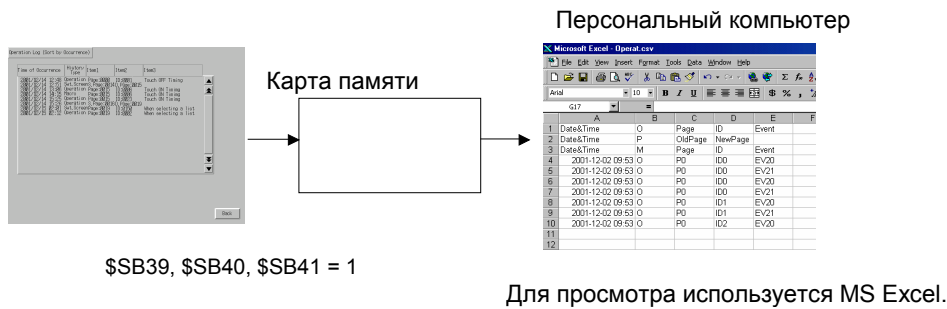 Персональный компьютер
Operation Log (Sort by Occurrence)
Time of Occurrence History Type Item1 Item2 Item3
Back
Карта памяти
$SB39, $SB40, $SB41 = 1
Microsoft Excel - Operat.csv
File Edit View Insert Format Tools Data Window Help
Arial 10 B I U $ % ,
G17 =
A B C D E F
1 Date&Time O Page ID Event
2 Date&Time P OldPage NewPage
3 Date&Time M Page ID Event
4 2001-12-02 09:53 O P0 ID0 EV20
5 2001-12-02 09:53 O P0 ID0 EV21
6 2001-12-02 09:53 O P0 ID0 EV20
7 2001-12-02 09:53 O P0 ID0 EV21
8 2001-12-02 09:53 O P0 ID1 EV20
9 2001-12-02 09:53 O P0 ID1 EV21
10 2001-12-02 09:53 O P0 ID2 EV20
11
12
Для просмотра используется MS Excel.